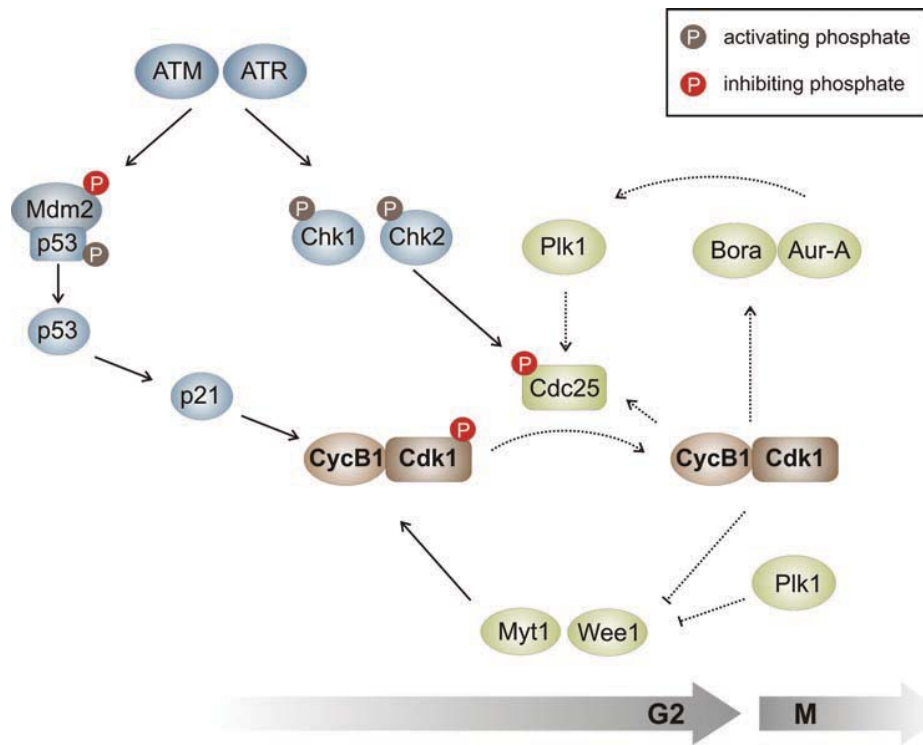 P activating phosphate
P inhibiting phosphate
ATM ATR
P
Mdm2
p53
P
P
Chk1
P
Chk2
Plk1
Bora Aur-A
p53
P
Cdc25
p21
P
CycB1 Cdk1
CycB1 Cdk1
Plk1
Myt1 Wee1
G2
M